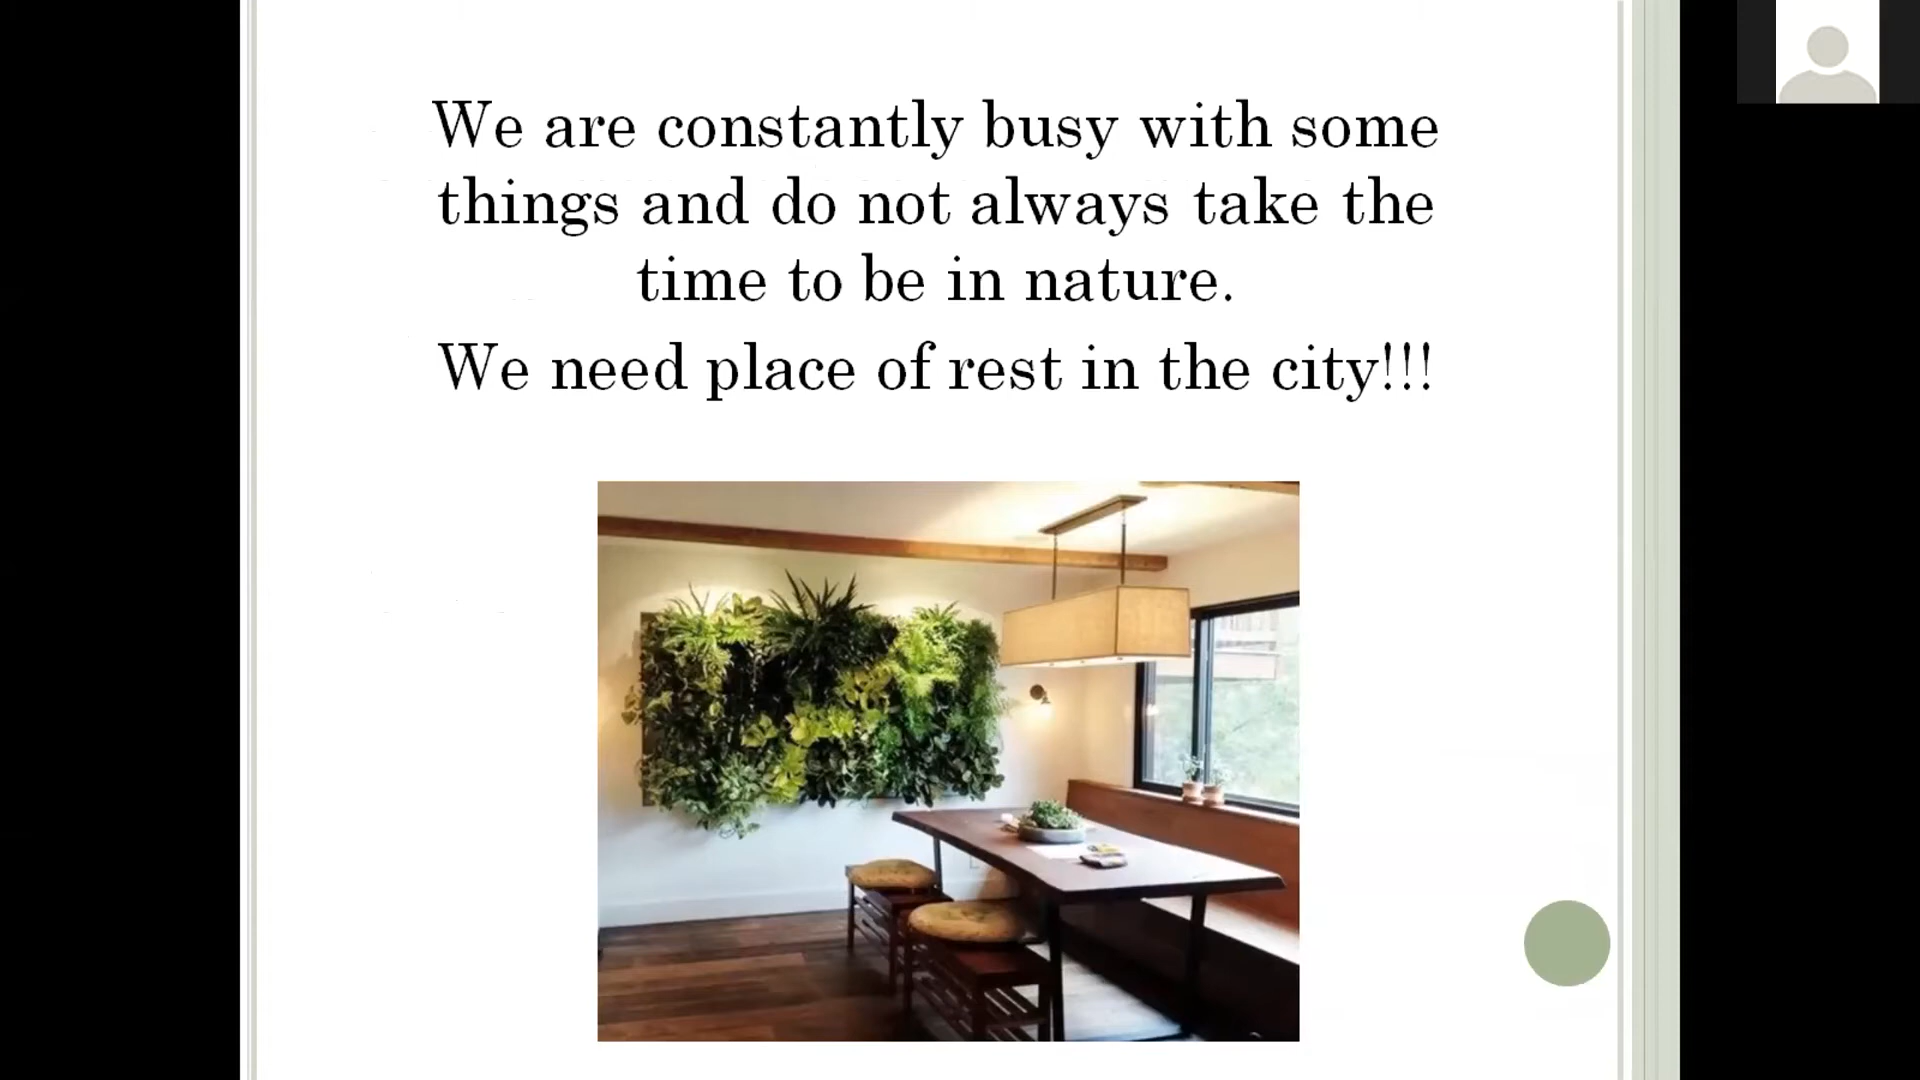 We are constantly busy with some
things and do not always take the
time to be in nature.
We need place of rest in the city!!!